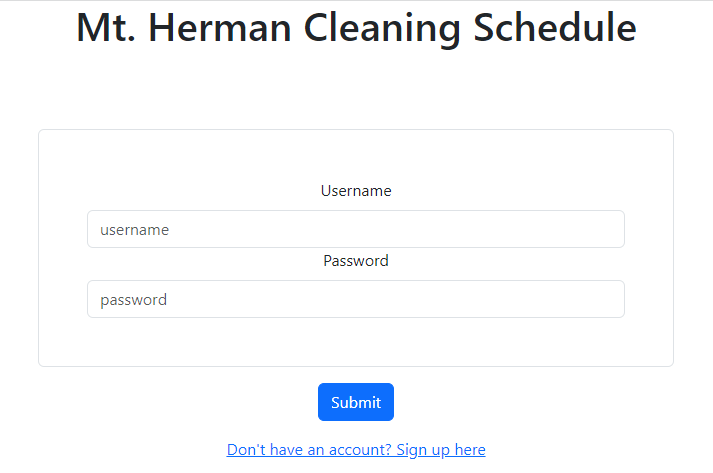 Mt. Herman Cleaning Schedule
Username
username
Password
password
Submit
Don't have an account? Sign up here